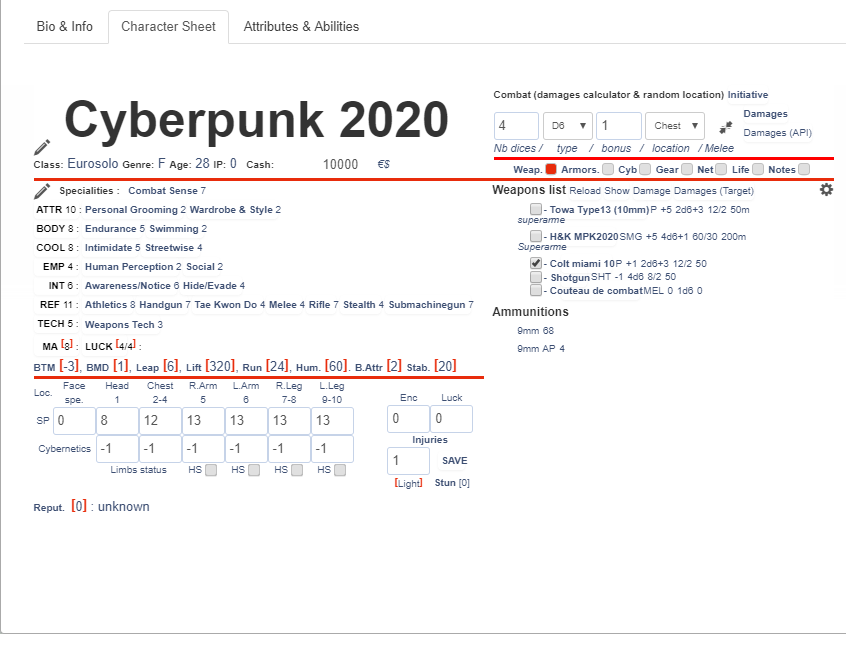 Bio & Info Character Sheet Attributes & Abilities
Cyberpunk 2020
Class: Eurosolo Genre: F Age: 28 IP: 0 Cash: 10000 €$
Specialities : Combat Sense 7
ATTR 10 : Personal Grooming 2 Wardrobe & Style 2
BODY 8 : Endurance 5 Swimming 2
COOL 8 : Intimidate 5 Streetwise 4
EMP 4 : Human Perception 2 Social 2
INT 6 : Awareness/Notice 6 Hide/Evade 4
REF 11 : Athletics 8 Handgun 7 Tae Kwon Do 4 Melee 4 Rifle 7 Stealth 4 Submachinegun 7
TECH 5 : Weapons Tech 3
MA [8] : LUCK [4/4] :
BTM [-3], BMD [1], Leap [6], Lift [320], Run [24], Hum. [60]. B.Attr [2] Stab. [20]
Loc. Face Head Chest R.Arm L.Arm R.Leg L.Leg
spe. 1 2-4 5 6 7-8 9-10
SP 0 8 12 13 13 13 13
Cybernetics -1 -1 -1 -1 -1 -1
Limbs status HS HS HS HS
Enc Luck
0 0
Injuries
1 SAVE
[Light] Stun [0]
Reput. [0] : unknown
Combat (damages calculator & random location) Initiative
4 D6 1 Chest Damages
Damages (API)
Nb dices / type / bonus / location / Melee
Weap. Armors. Cyb Gear Net Life Notes
Weapons list Reload Show Damage Damages (Target)
- Towa Type13 (10mm)P +5 2d6+3 12/2 50m
superarme
- H&K MPK2020SMG +5 4d6+1 60/30 200m
Superarme
- Colt miami 10P +1 2d6+3 12/2 50
- ShotgunSHT -1 4d6 8/2 50
- Couteau de combatMEL 0 1d6 0
Ammunitions
9mm 68
9mm AP 4